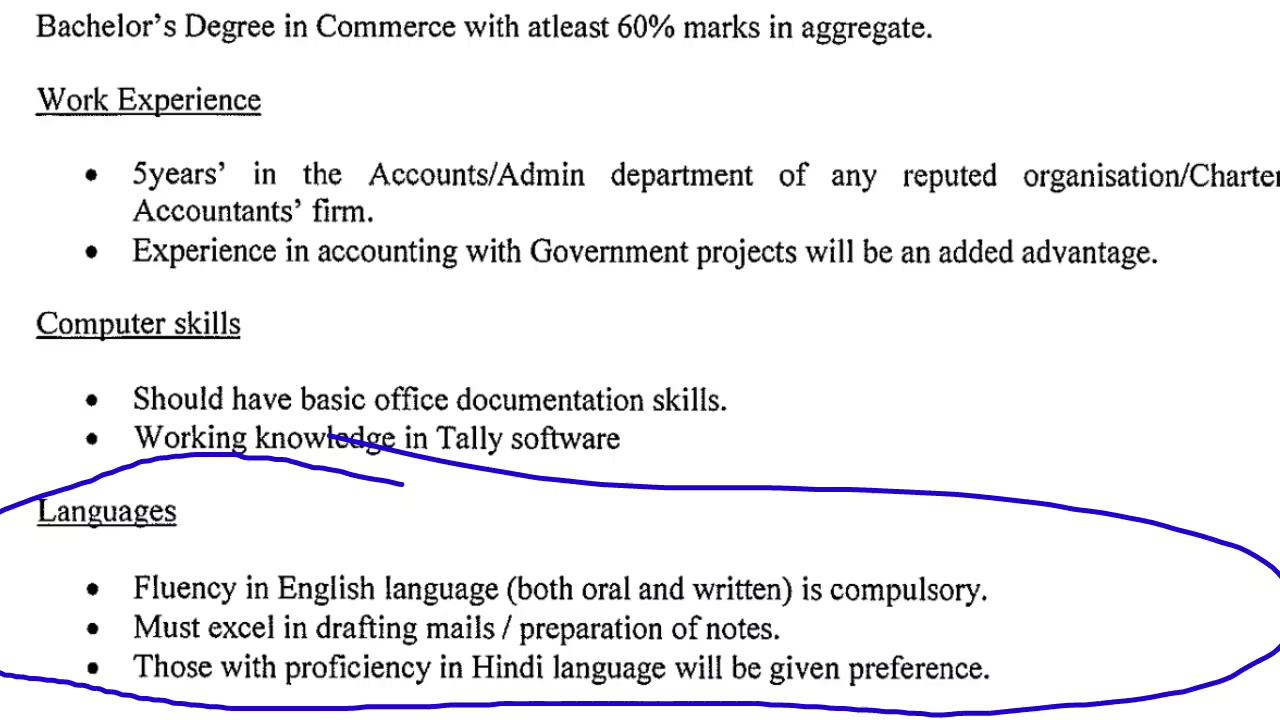 Bachelor's Degree in Commerce with atleast 60% marks in aggregate.
Work Experience
• 5years' in the Accounts/Admin department of any reputed organisation/Charter
Accountants' firm.
• Experience in accounting with Government projects will be an added advantage.
Computer skills
• Should have basic office documentation skills.
• Working knowledge in Tally software
Languages
• Fluency in English language (both oral and written) is compulsory.
• Must excel in drafting mails / preparation of notes.
• Those with proficiency in Hindi language will be given preference.